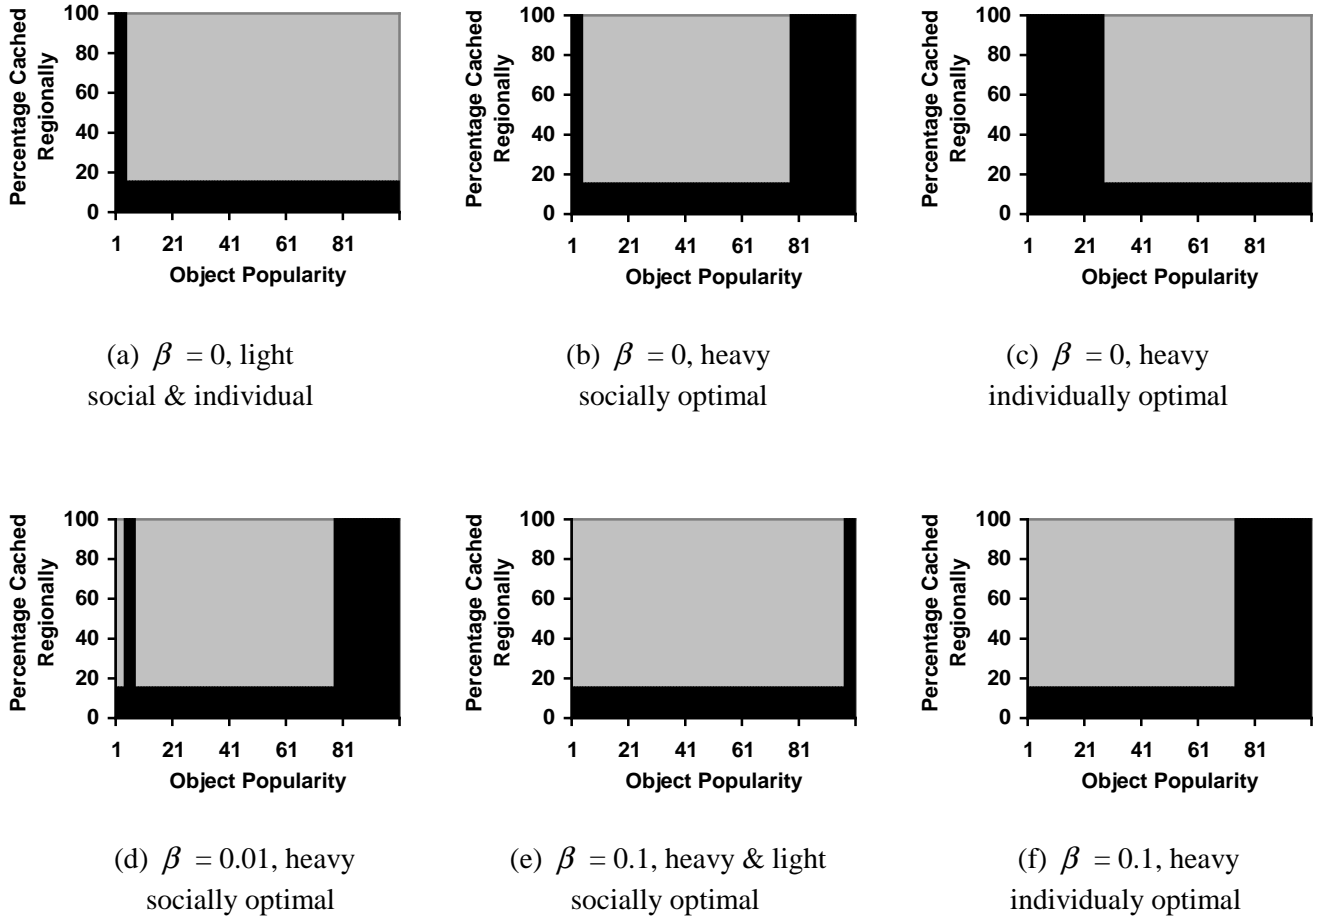 Percentage Cached
Regionally
100
80
60
40
20
0
1 21 41 61 81
Object Popularity
(a) β = 0, light
social & individual
Percentage Cached
Regionally
100
80
60
40
20
0
1 21 41 61 81
Object Popularity
(b) β = 0, heavy
socially optimal
Percentage Cached
Regionally
100
80
60
40
20
0
1 21 41 61 81
Object Popularity
(c) β = 0, heavy
individually optimal
Percentage Cached
Regionally
100
80
60
40
20
0
1 21 41 61 81
Object Popularity
(d) β = 0.01, heavy
socially optimal
Percentage Cached
Regionally
100
80
60
40
20
0
1 21 41 61 81
Object Popularity
(e) β = 0.1, heavy & light
socially optimal
Percentage Cached
Regionally
100
80
60
40
20
0
1 21 41 61 81
Object Popularity
(f) β = 0.1, heavy
individualy optimal